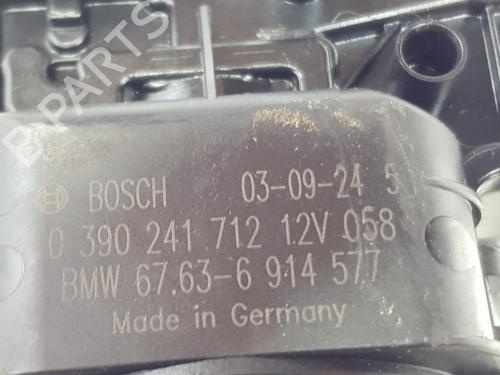 BOSCH 03-09-24 5
0 390 241 712 12V 058
BMW 67.63-6 914 577
Made in Germany
B-PARTS